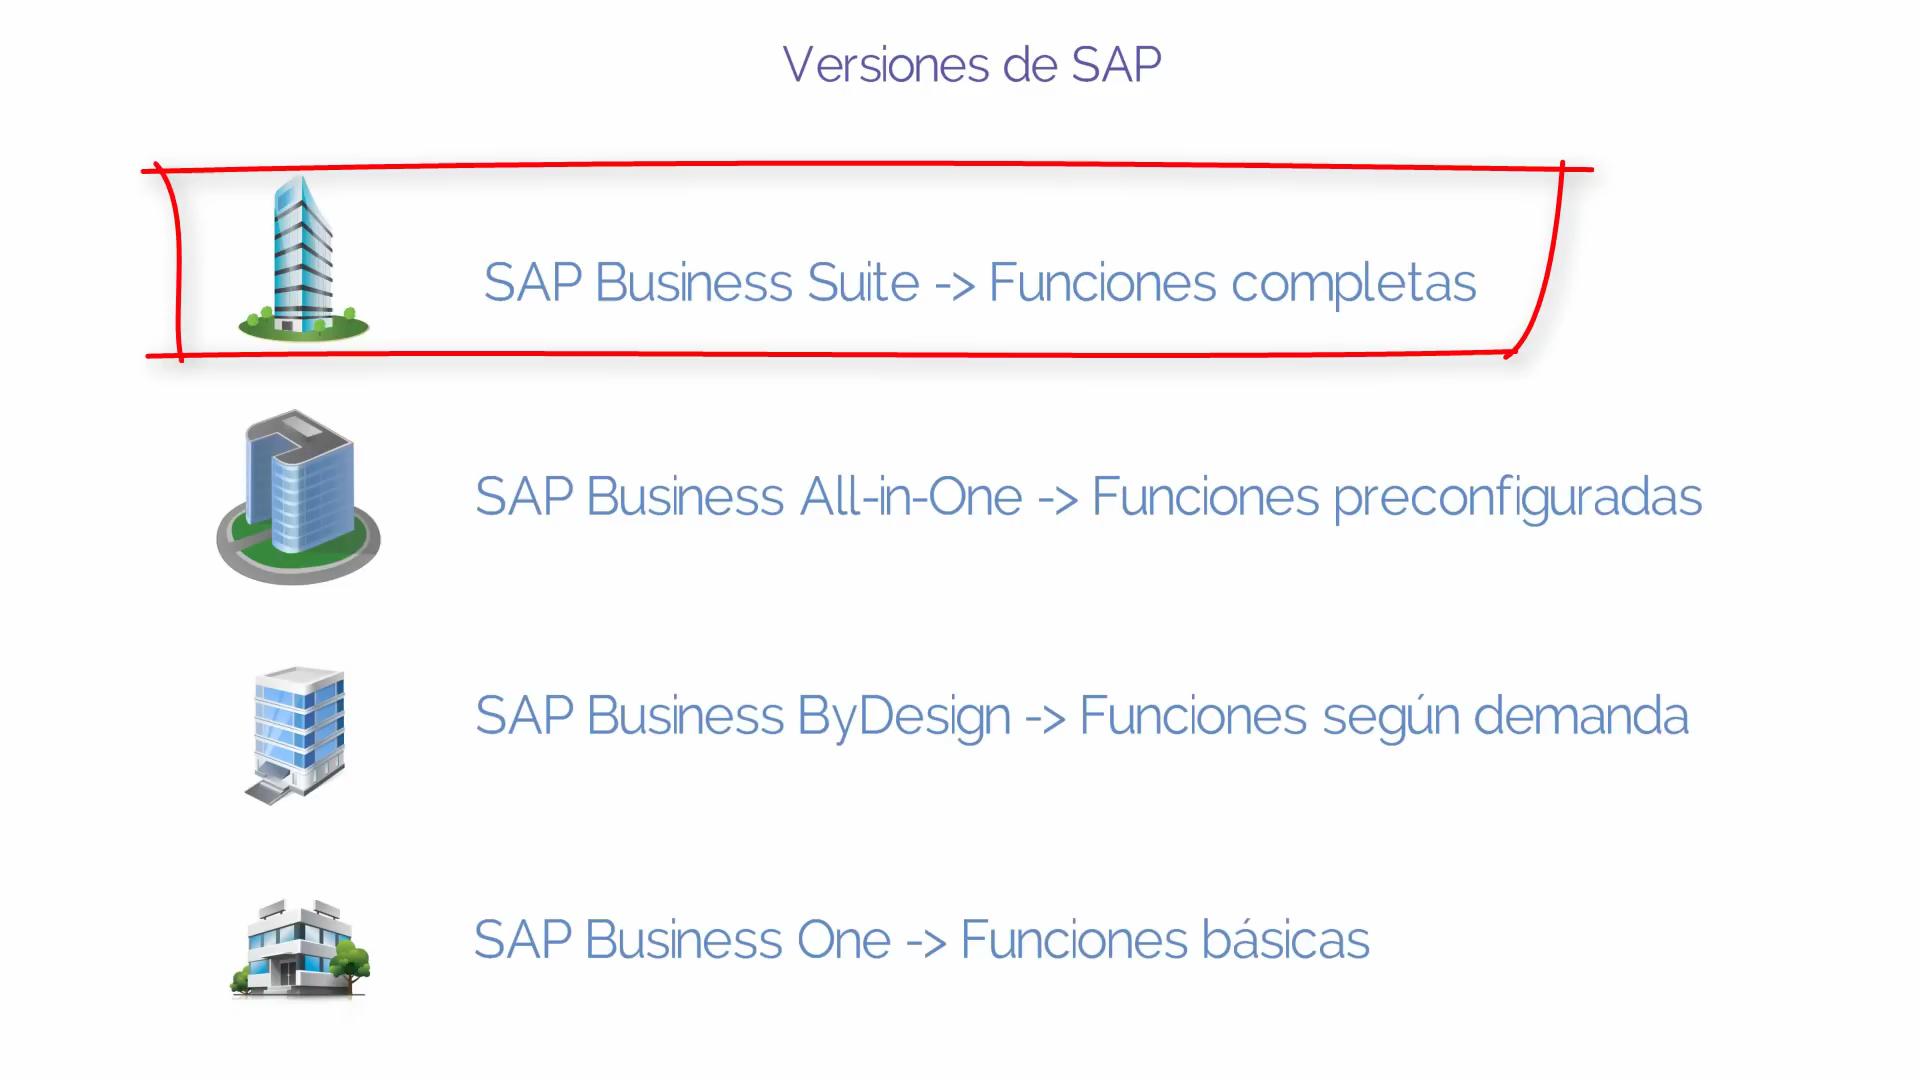 Versiones de SAP
SAP Business Suite -> Funciones completas
SAP Business All-in-One -> Funciones preconfiguradas
SAP Business ByDesign -> Funciones según demanda
SAP Business One -> Funciones básicas